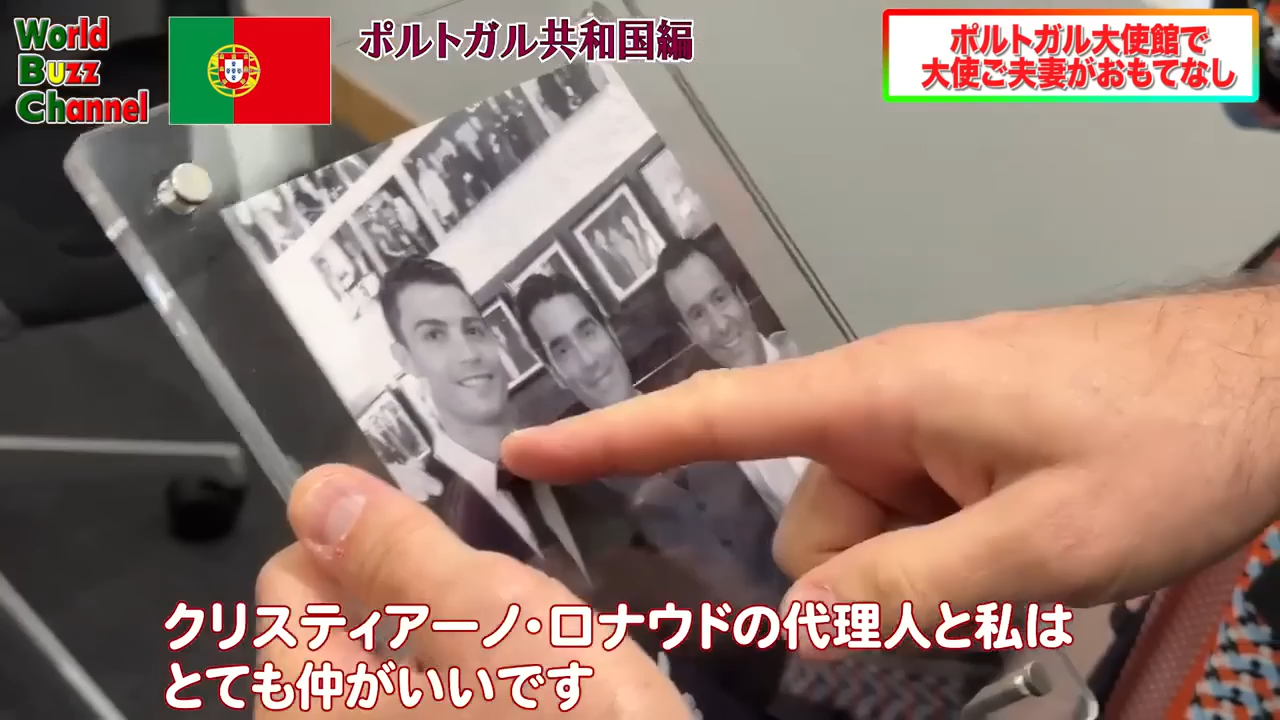 World
Buzz
Channel
ポルトガル共和国編
ポルトガル大使館で
大使ご夫妻がおもてなし
クリスティアーノ・ロナウドの代理人と私は
とても仲がいいです